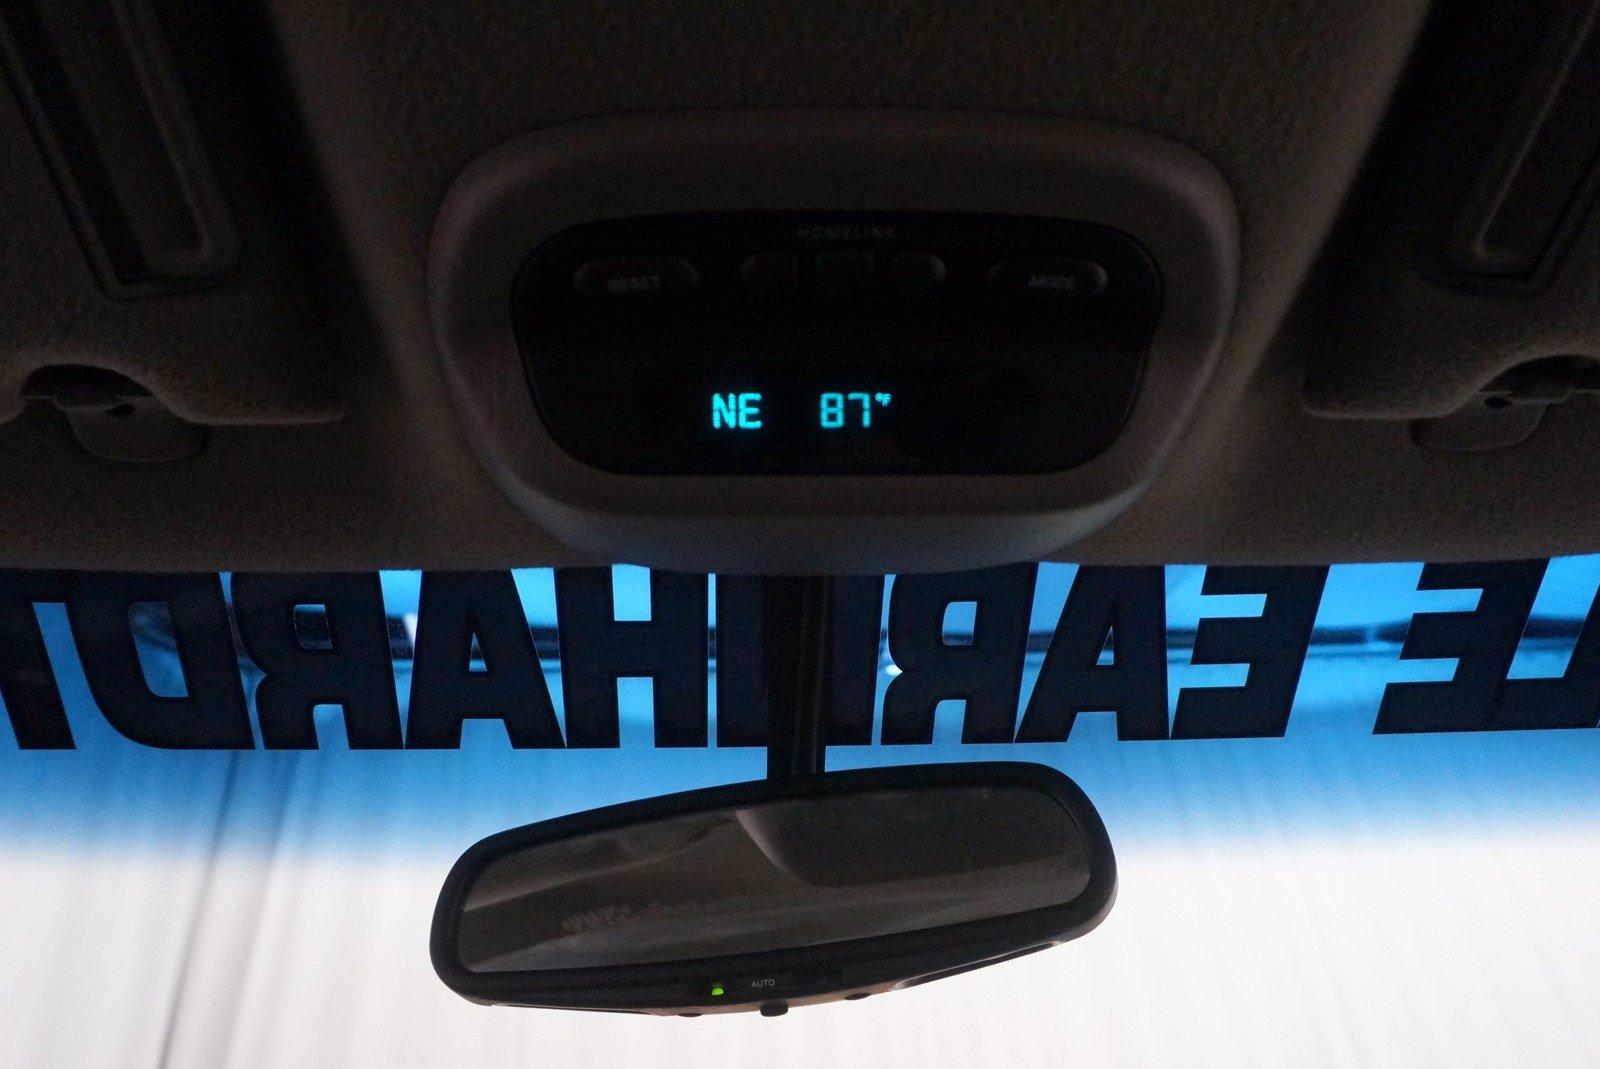 HOMELINK
RESET MODE
NE 87°F
LE EARNHARDT
AUTO